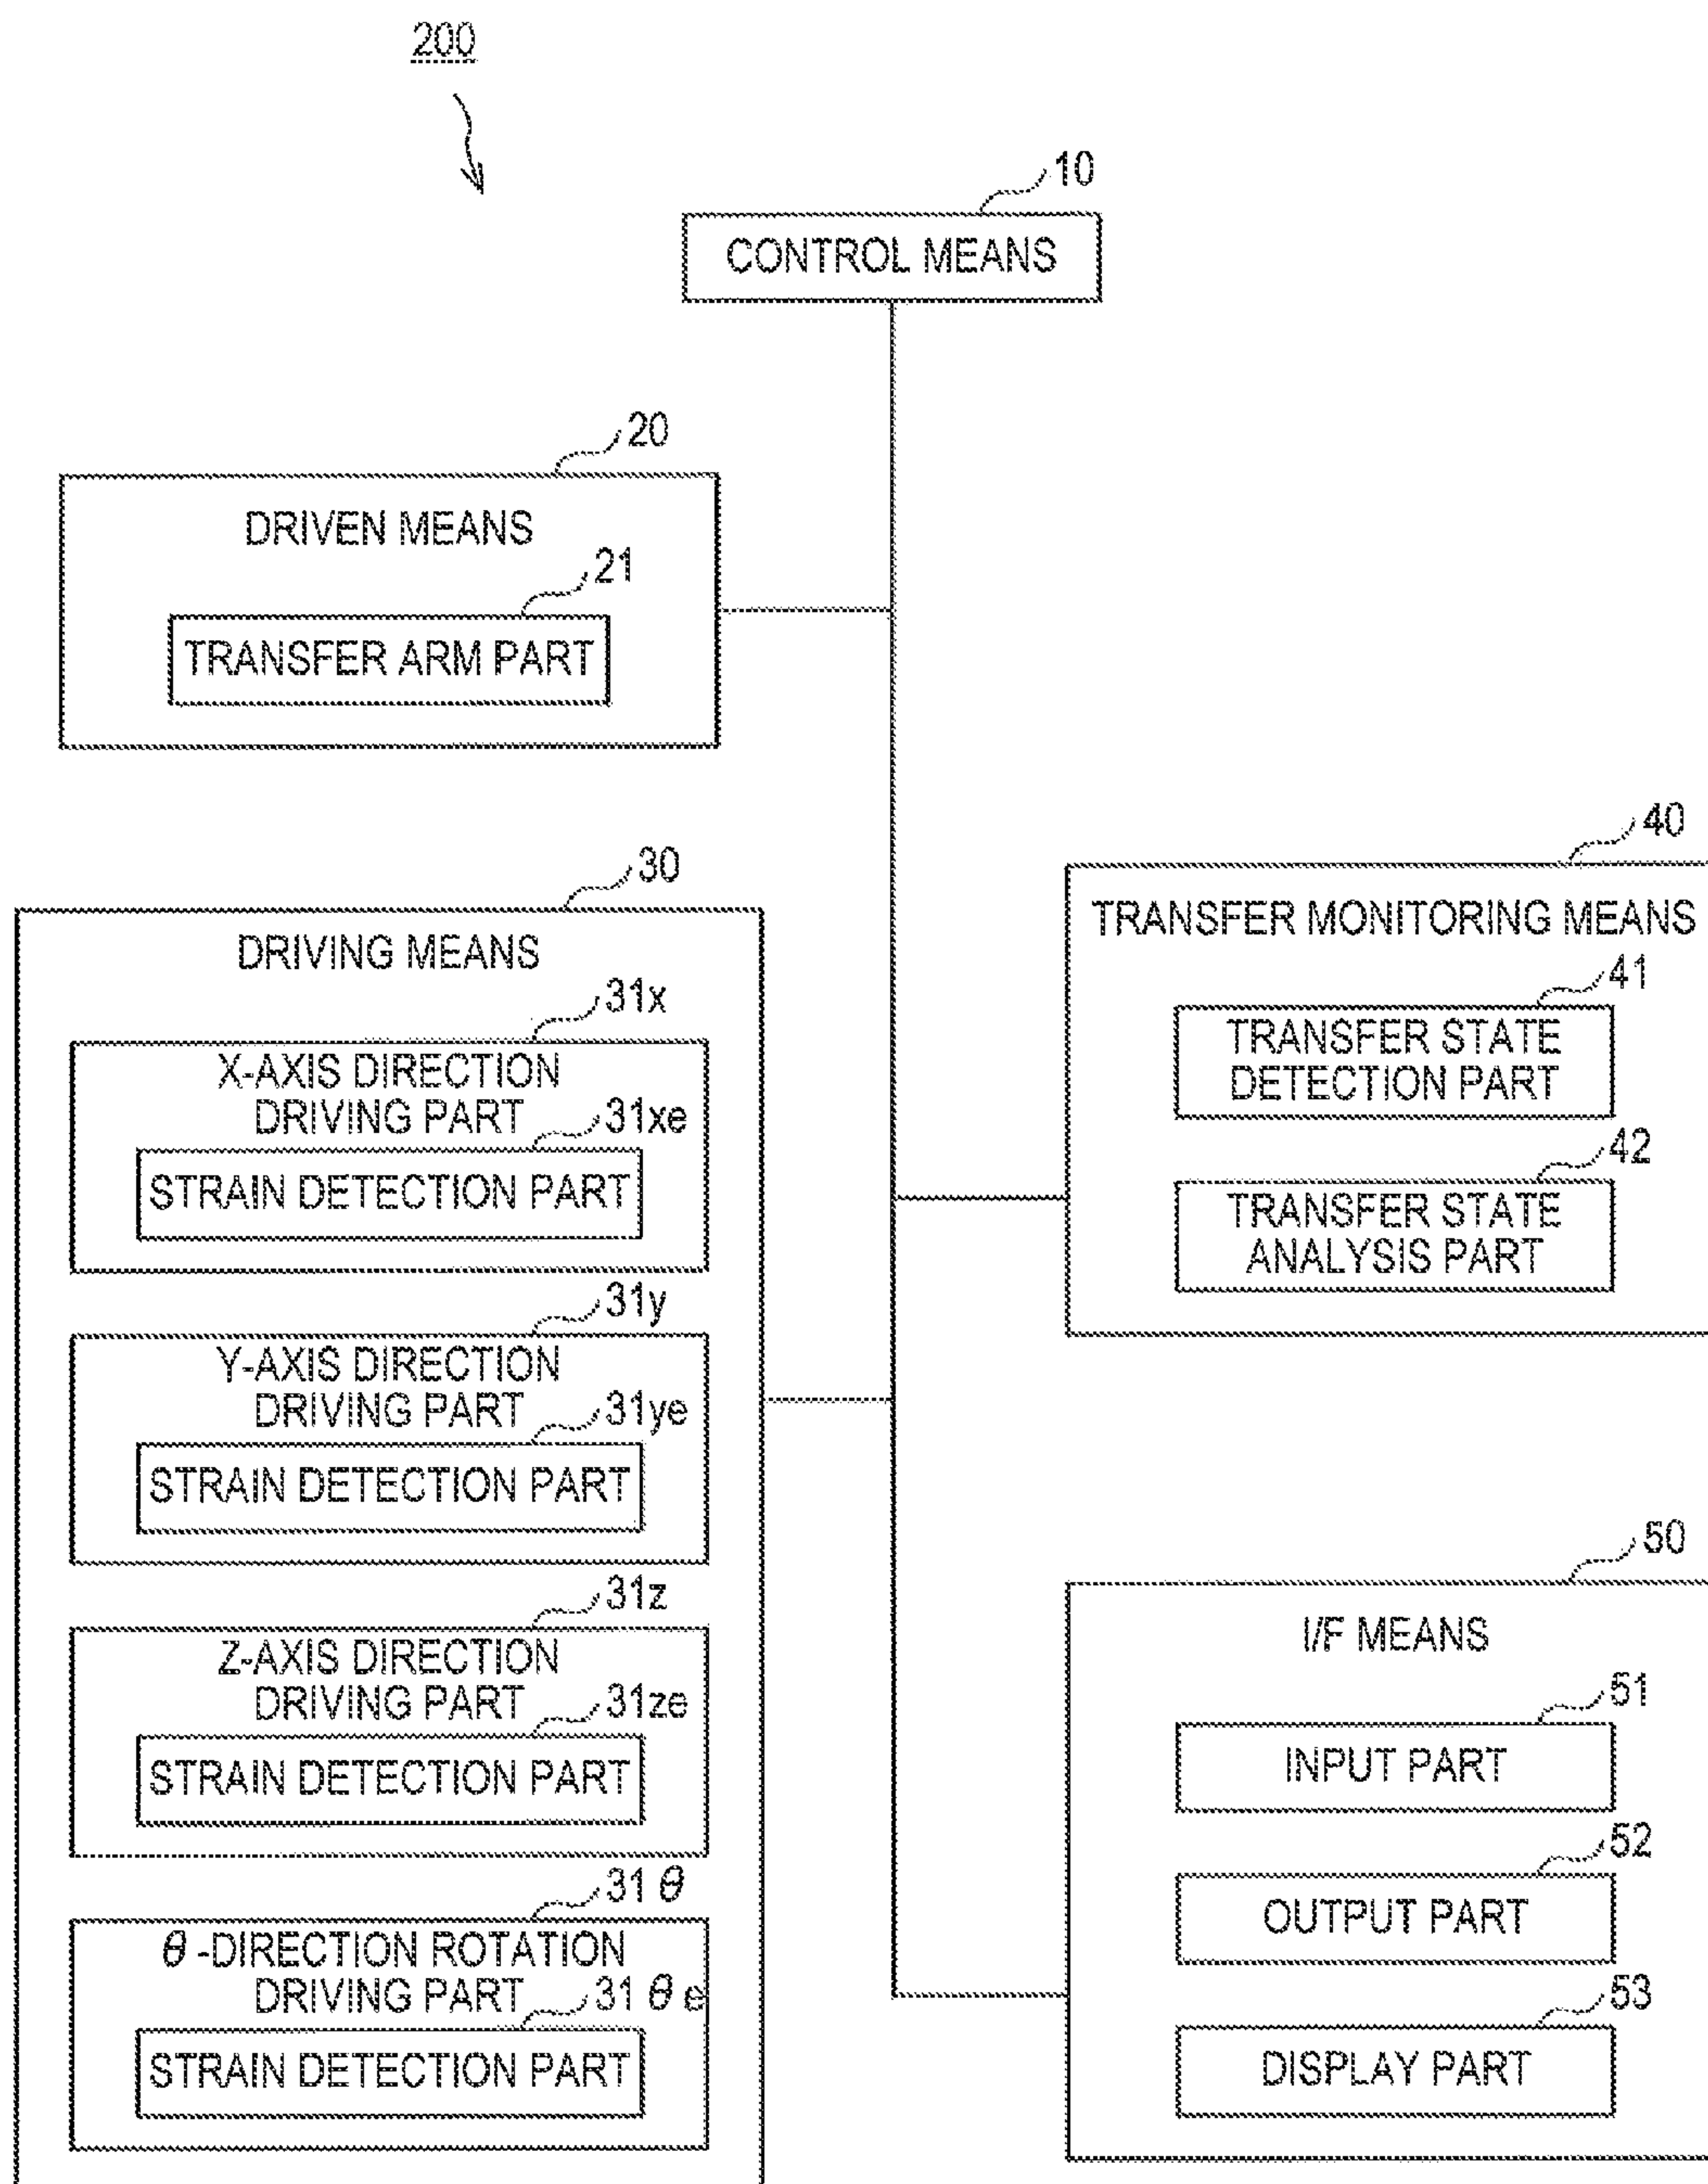 200
10
CONTROL MEANS
20
DRIVEN MEANS
21
TRANSFER ARM PART
30
DRIVING MEANS
31x
X-AXIS DIRECTION
DRIVING PART
31xe
STRAIN DETECTION PART
31y
Y-AXIS DIRECTION
DRIVING PART
31ye
STRAIN DETECTION PART
31z
Z-AXIS DIRECTION
DRIVING PART
31ze
STRAIN DETECTION PART
31θ
θ-DIRECTION ROTATION
DRIVING PART
31θe
STRAIN DETECTION PART
40
TRANSFER MONITORING MEANS
41
TRANSFER STATE
DETECTION PART
42
TRANSFER STATE
ANALYSIS PART
50
I/F MEANS
51
INPUT PART
52
OUTPUT PART
53
DISPLAY PART